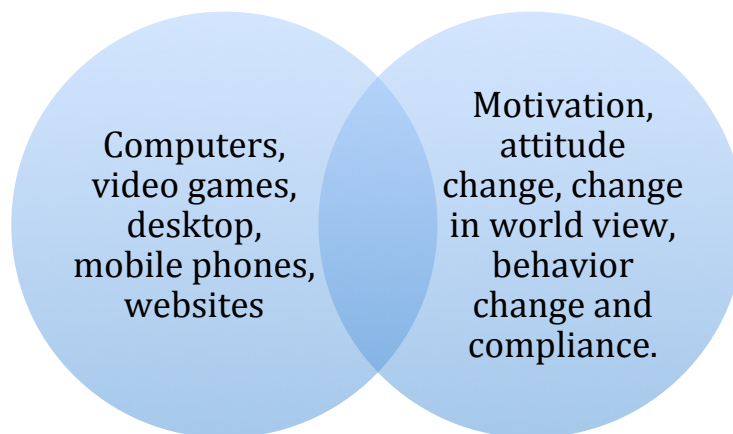 Computers,
video games,
desktop,
mobile phones,
websites
Motivation,
attitude
change, change
in world view,
behavior
change and
compliance.